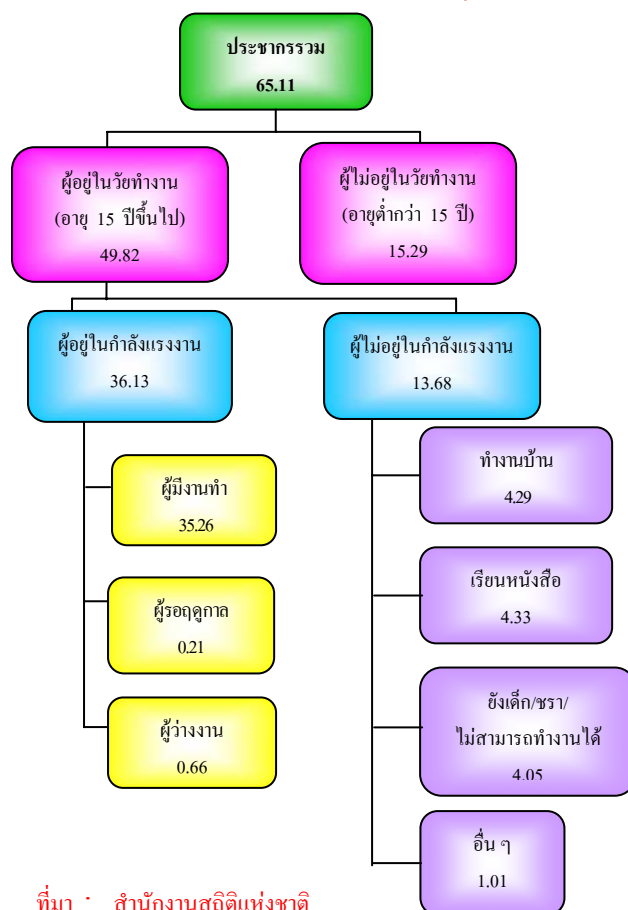 ประชากรรวม
65.11
ผู้อยู่ในวัยทำงาน
(อายุ 15 ปีขึ้นไป)
49.82
ผู้ไม่อยู่ในวัยทำงาน
(อายุต่ำกว่า 15 ปี)
15.29
ผู้อยู่ในกำลังแรงงาน
36.13
ผู้ไม่อยู่ในกำลังแรงงาน
13.68
ผู้มีงานทำ
35.26
ผู้รอฤดูกาล
0.21
ผู้ว่างงาน
0.66
ทำงานบ้าน
4.29
เรียนหนังสือ
4.33
ยังเด็ก/ชรา/
ไม่สามารถทำงานได้
4.05
อื่น ๆ
1.01
ที่มา : สำนักงานสถิติแห่งชาติ